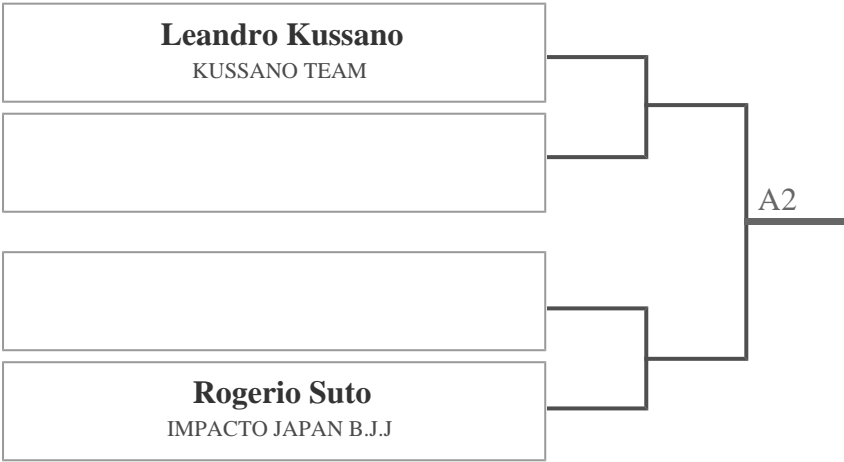 Leandro Kussano
KUSSANO TEAM
A2
Rogerio Suto
IMPACTO JAPAN B.J.J